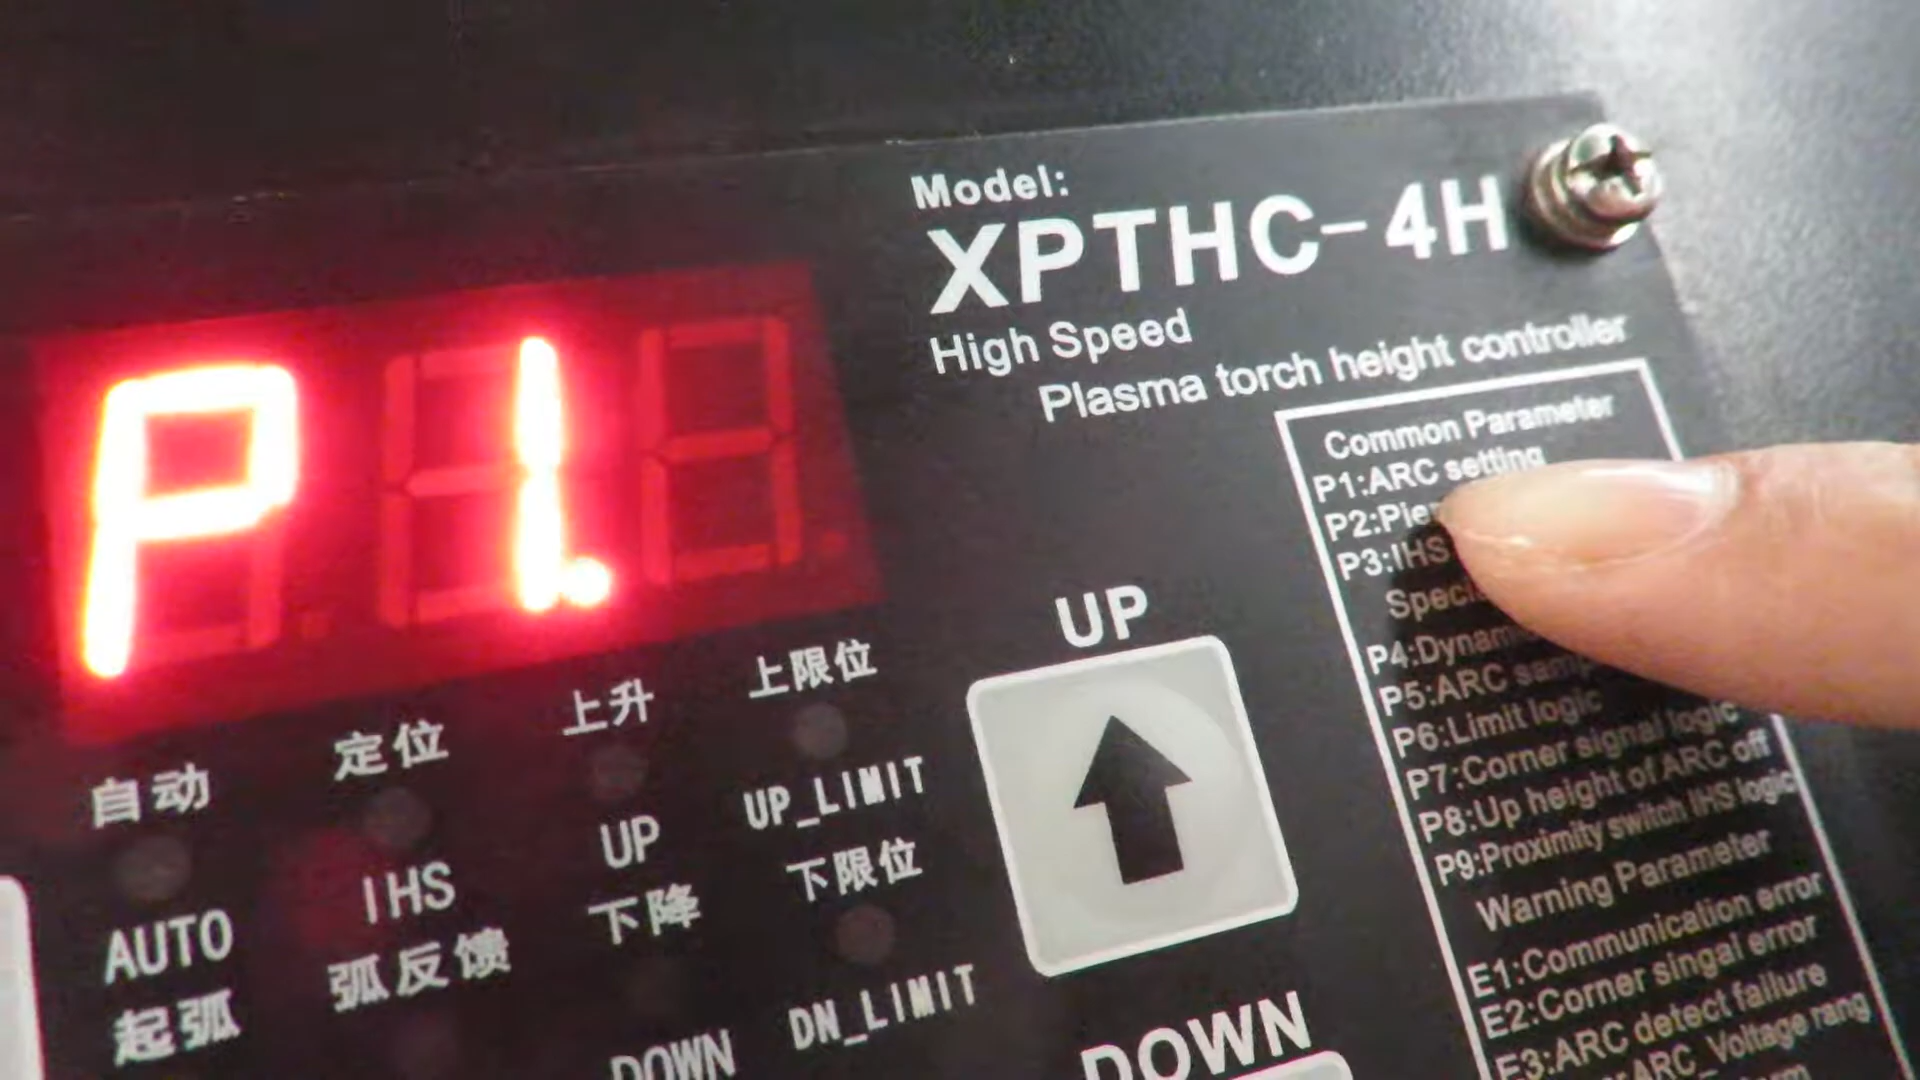 P1.
Model:
XPTHC-4H
High Speed
Plasma torch height controller
Common Parameter
P1:ARC setting
P2:
P3:IHS
P4:
P5:ARC
P6:Limit logic
P7:Corner signal logic
P8:Up height of ARC off
P9:Proximity switch IHS logic
Warning Parameter
E1:Communication error
E2:Corner singal error
E3:ARC detect failure
ARC_Voltage rang
自动
定位
上升
上限位
AUTO
IHS
UP
UP_LIMIT
起弧
弧反馈
下降
下限位
DOWN
DN_LIMIT
UP
DOWN